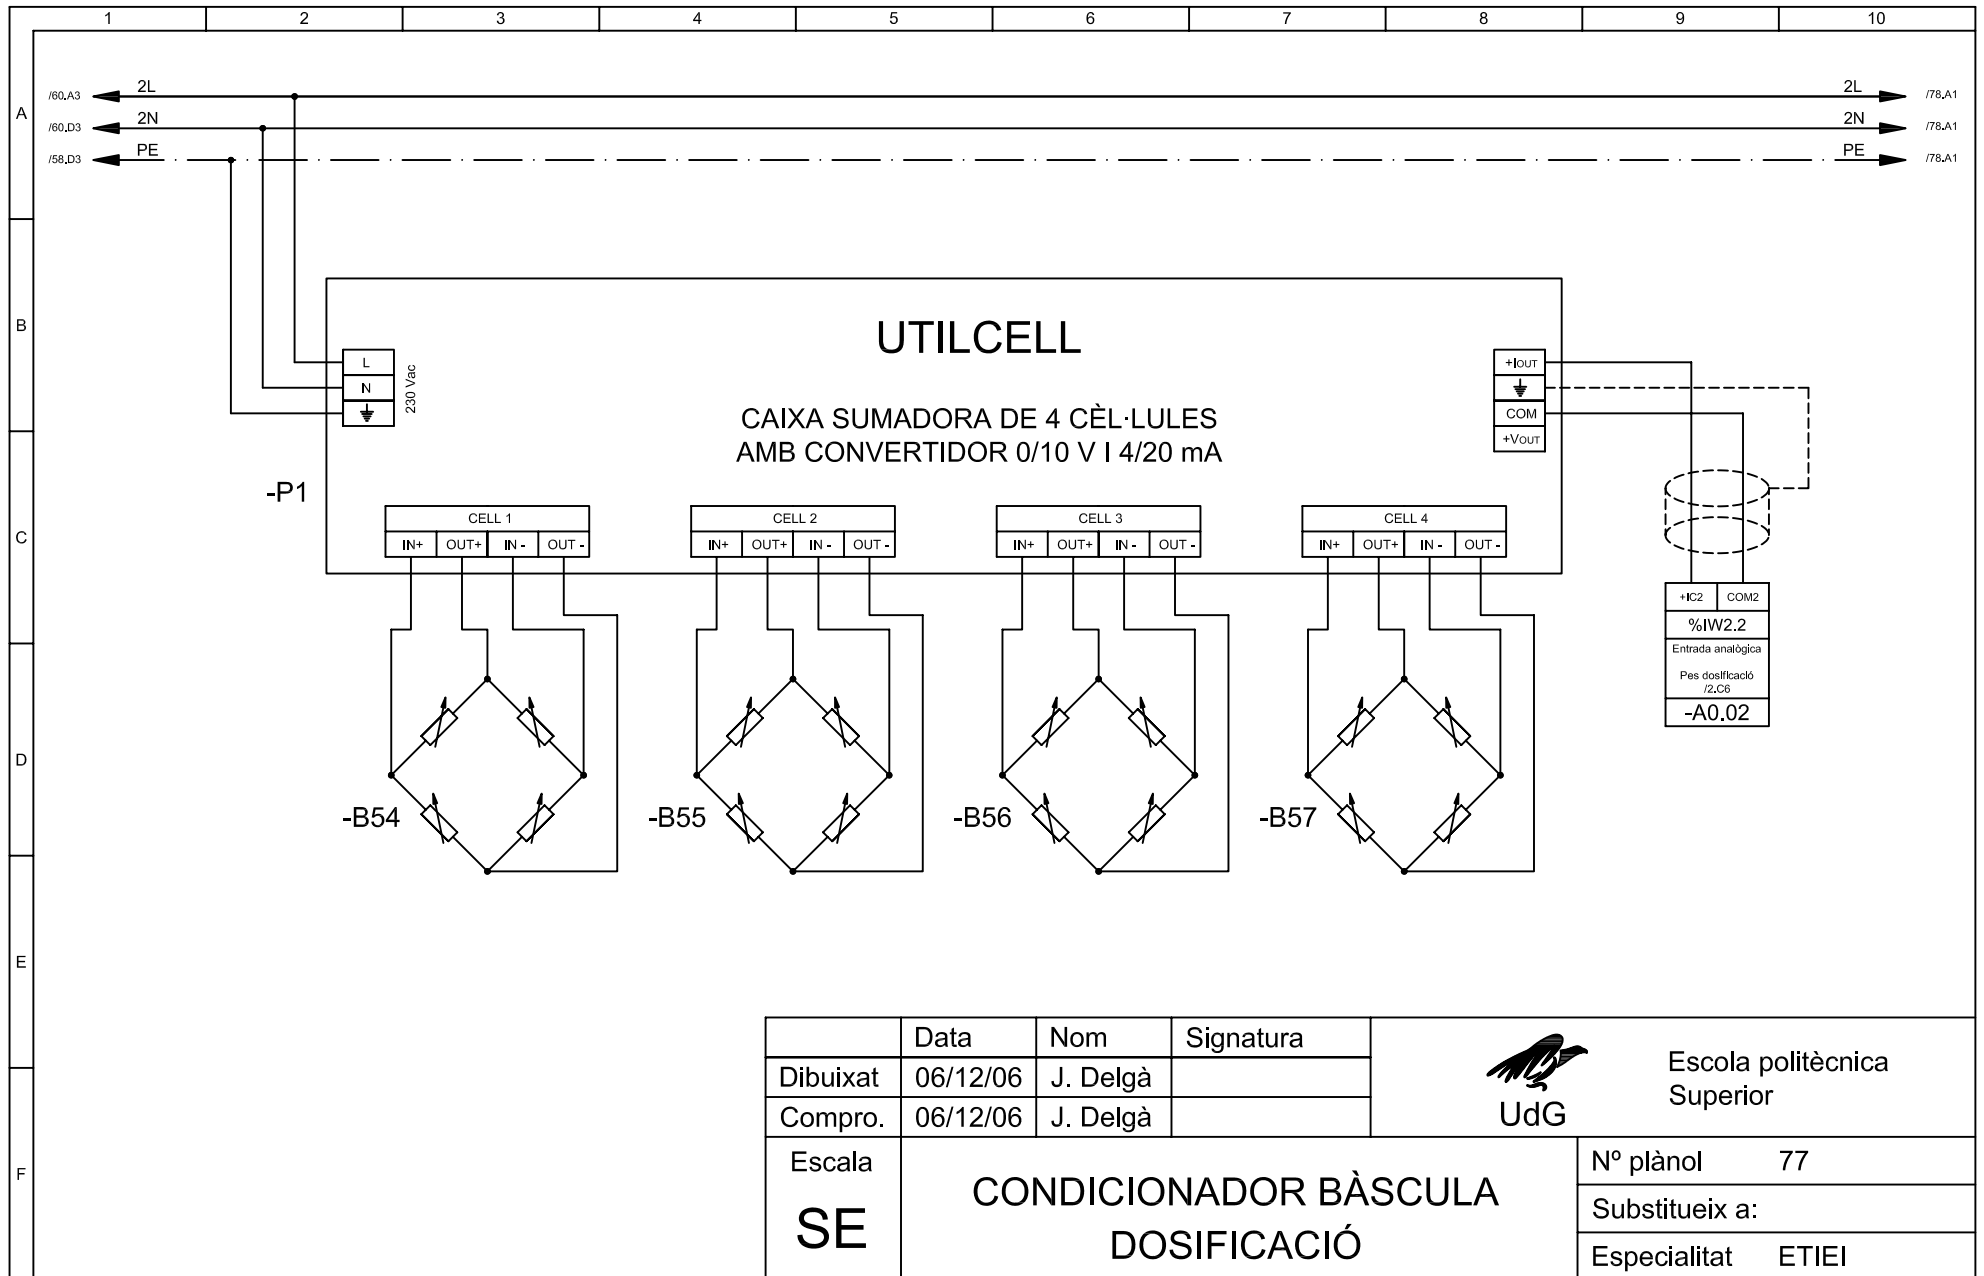 1 2 3 4 5 6 7 8 9 10
A
/60.A3 2L 2L /78.A1
/60.D3 2N 2N /78.A1
/58.D3 PE PE /78.A1
B
UTILCELL
L
N
230 Vac
+IOUT
COM
+VOUT
CAIXA SUMADORA DE 4 CÈL·LULES
AMB CONVERTIDOR 0/10 V I 4/20 mA
-P1
C
CELL 1 CELL 2 CELL 3 CELL 4
IN+ OUT+ IN - OUT - IN+ OUT+ IN - OUT - IN+ OUT+ IN - OUT - IN+ OUT+ IN - OUT -
+IC2 COM2
%IW2.2
Entrada analògica
Pes dosificació
/2.C6
-A0.02
D
-B54 -B55 -B56 -B57
E
F
Data Nom Signatura
Dibuixat 06/12/06 J. Delgà
Compro. 06/12/06 J. Delgà
UdG
Escola politècnica
Superior
Escala
SE
CONDICIONADOR BÀSCULA
DOSIFICACIÓ
Nº plànol 77
Substitueix a:
Especialitat ETIEI